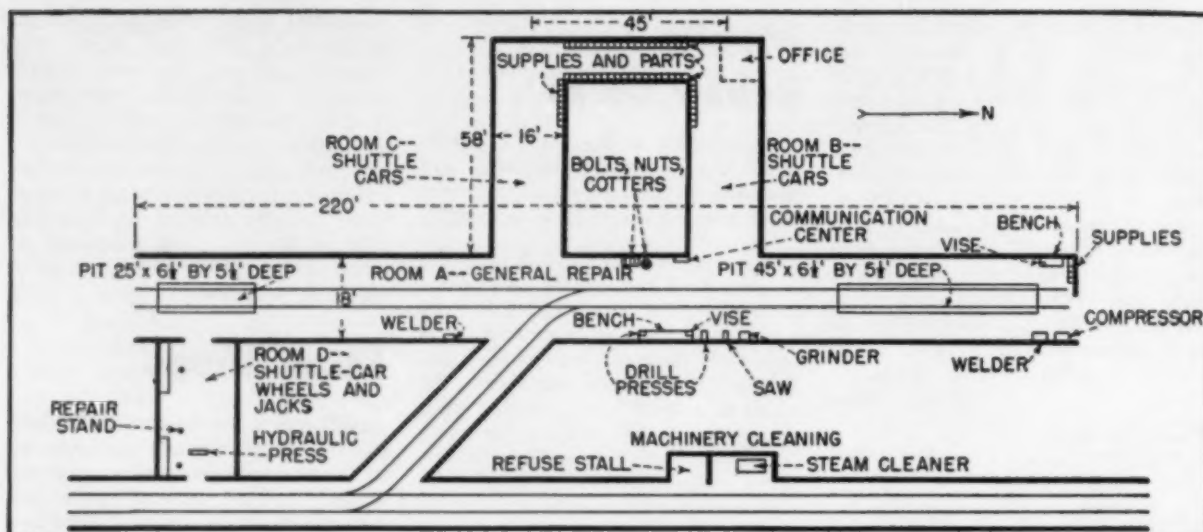 45'
SUPPLIES AND PARTS
OFFICE
N
58'
16'
ROOM C--
SHUTTLE
CARS
BOLTS, NUTS,
COTTERS
ROOM B--
SHUTTLE
CARS
220'
COMMUNICATION
CENTER
BENCH
VISE
SUPPLIES
PIT 25' x 6½' BY 5½' DEEP
ROOM A--GENERAL REPAIR
PIT 45' x 6½' BY 5½' DEEP
18'
WELDER
BENCH
VISE
COMPRESSOR
GRINDER
WELDER
DRILL
PRESSES
SAW
ROOM D--
SHUTTLE-CAR
WHEELS AND
JACKS
REPAIR
STAND
HYDRAULIC
PRESS
MACHINERY CLEANING
REFUSE STALL
STEAM CLEANER